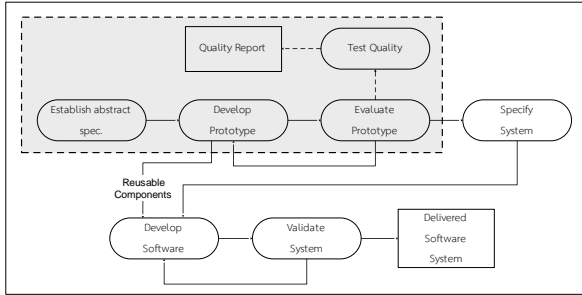 Quality Report
Test Quality
Establish abstract
spec.
Develop
Prototype
Evaluate
Prototype
Specify
System
Reusable
Components
Develop
Software
Validate
System
Delivered
Software
System